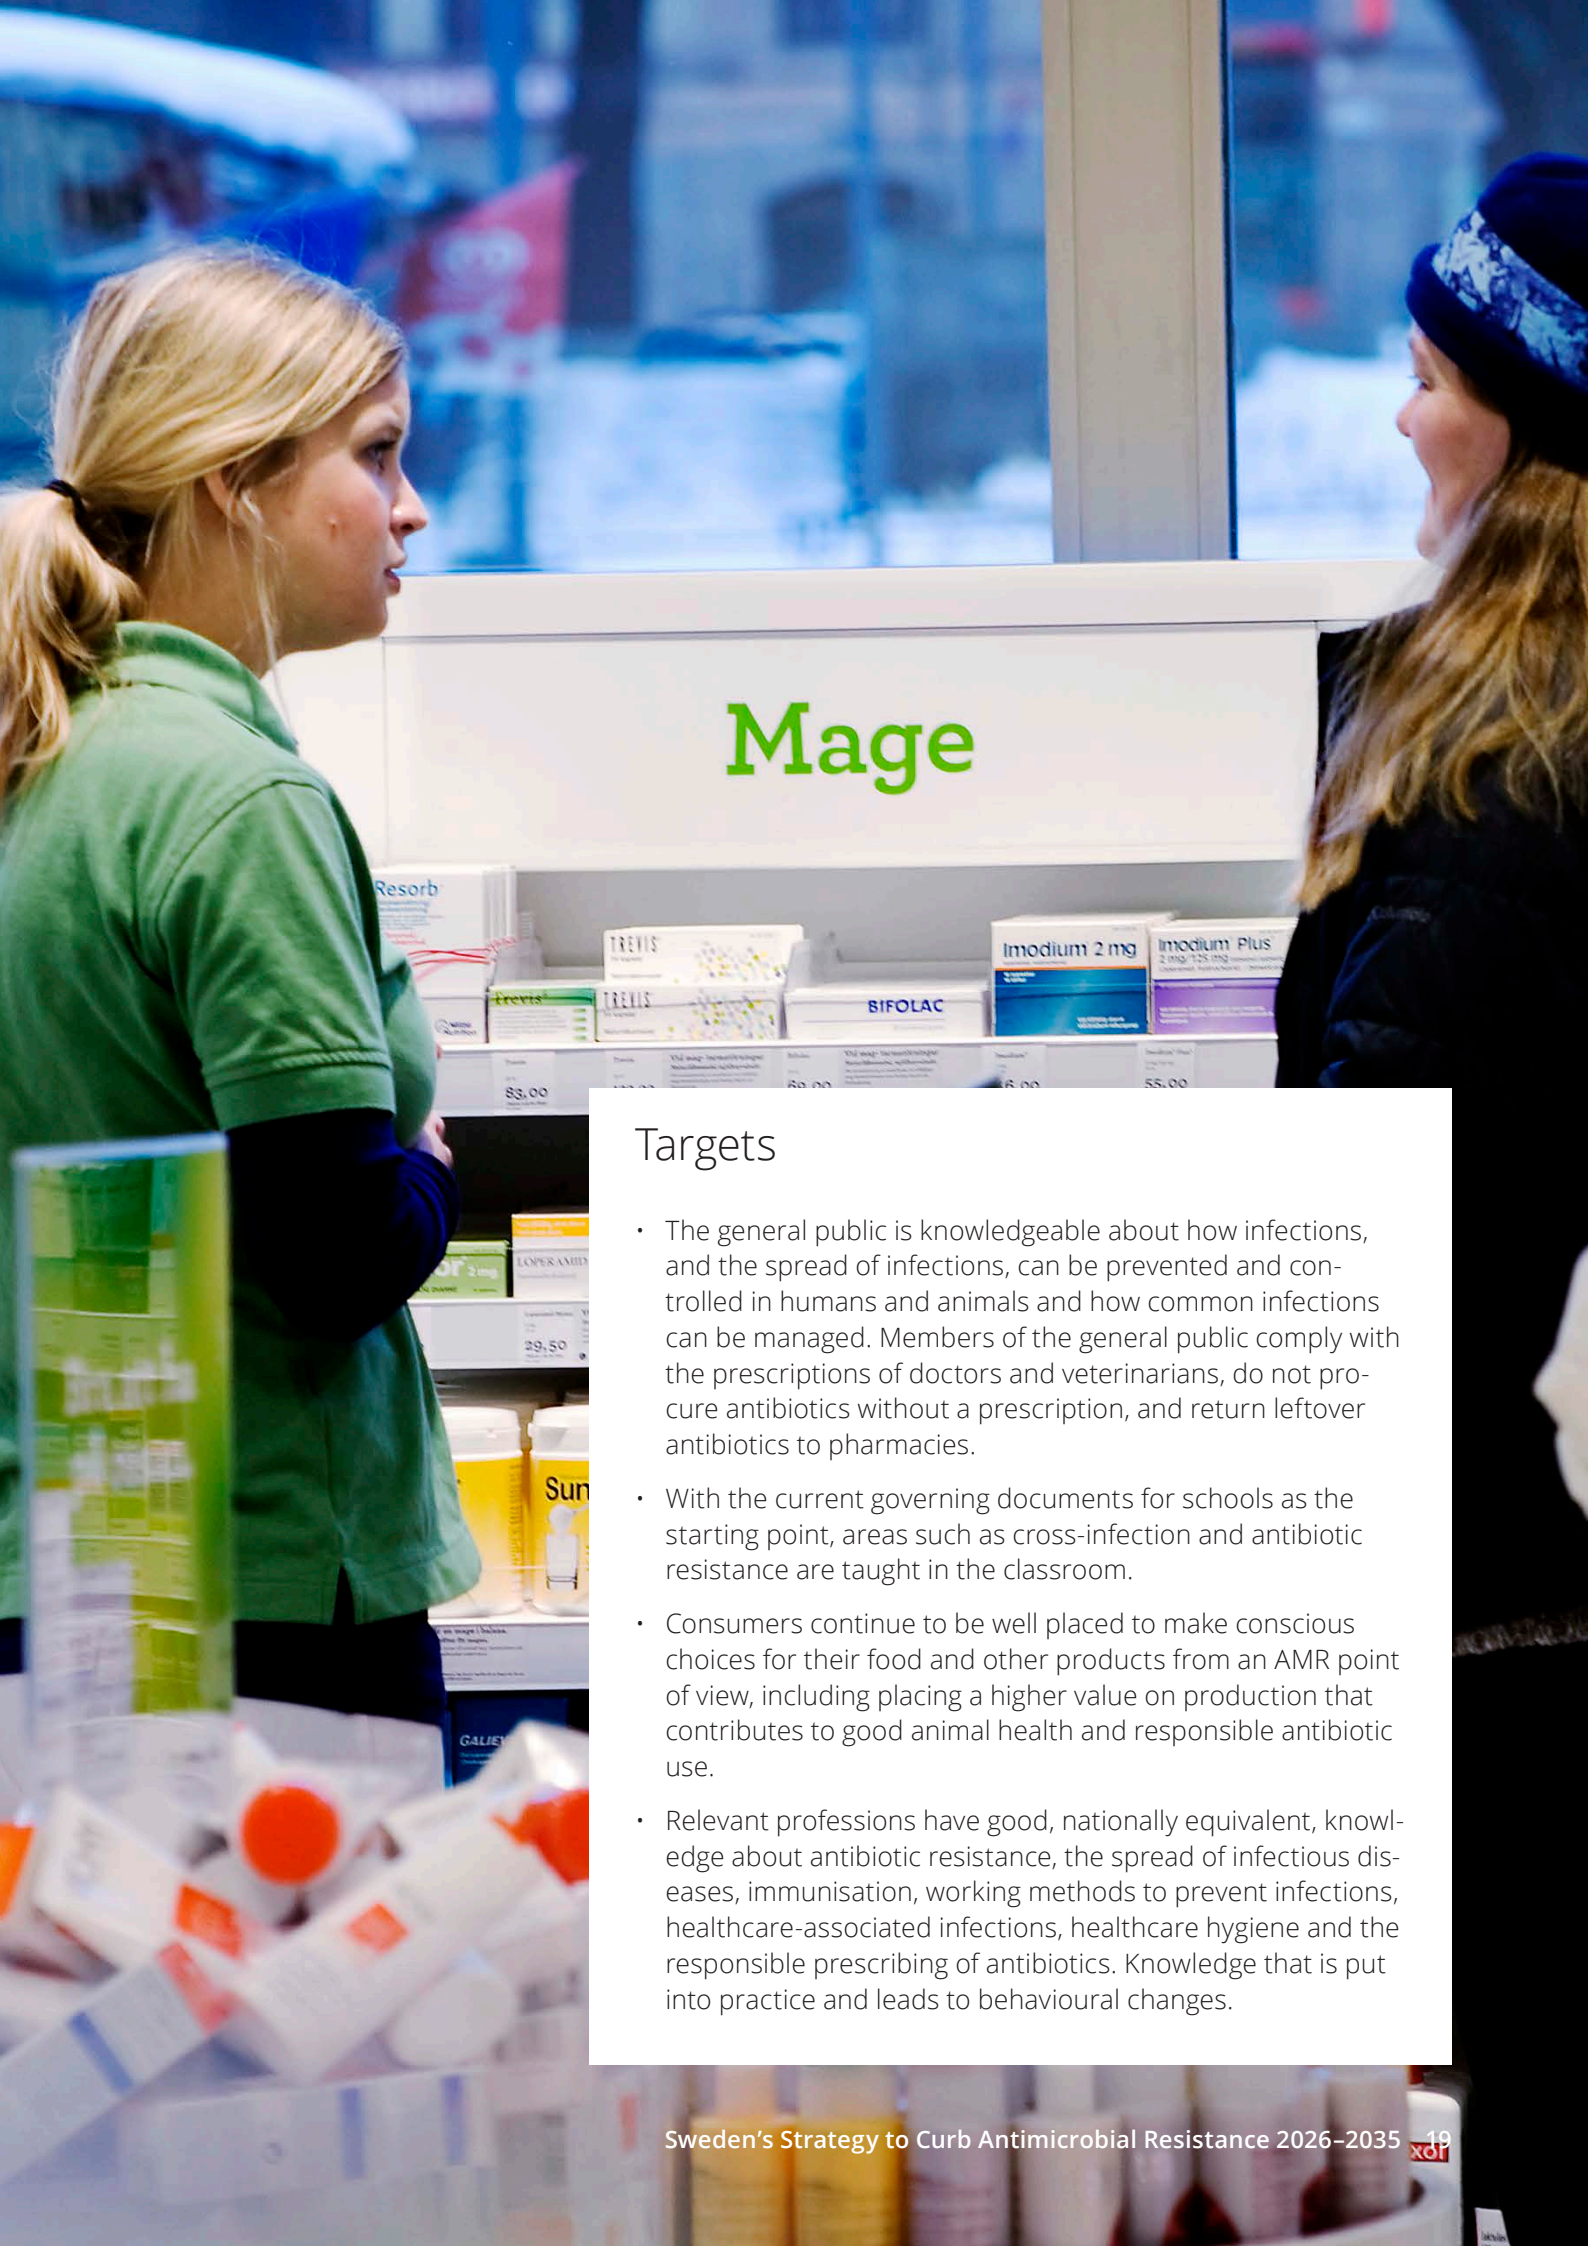 Mage
Resorb
TREVIS
Imodium 2 mg
Imodium Plus
2 mg/125 mg
Trevis
TREVIS
BIFOLAC
83,00
69,00
55,00
2 mg
LOPERAMID
29,50
Sun
GALIE
Targets
• The general public is knowledgeable about how infections,
and the spread of infections, can be prevented and con-
trolled in humans and animals and how common infections
can be managed. Members of the general public comply with
the prescriptions of doctors and veterinarians, do not pro-
cure antibiotics without a prescription, and return leftover
antibiotics to pharmacies.
• With the current governing documents for schools as the
starting point, areas such as cross-infection and antibiotic
resistance are taught in the classroom.
• Consumers continue to be well placed to make conscious
choices for their food and other products from an AMR point
of view, including placing a higher value on production that
contributes to good animal health and responsible antibiotic
use.
• Relevant professions have good, nationally equivalent, knowl-
edge about antibiotic resistance, the spread of infectious dis-
eases, immunisation, working methods to prevent infections,
healthcare-associated infections, healthcare hygiene and the
responsible prescribing of antibiotics. Knowledge that is put
into practice and leads to behavioural changes.
Sweden’s Strategy to Curb Antimicrobial Resistance 2026–2035 19